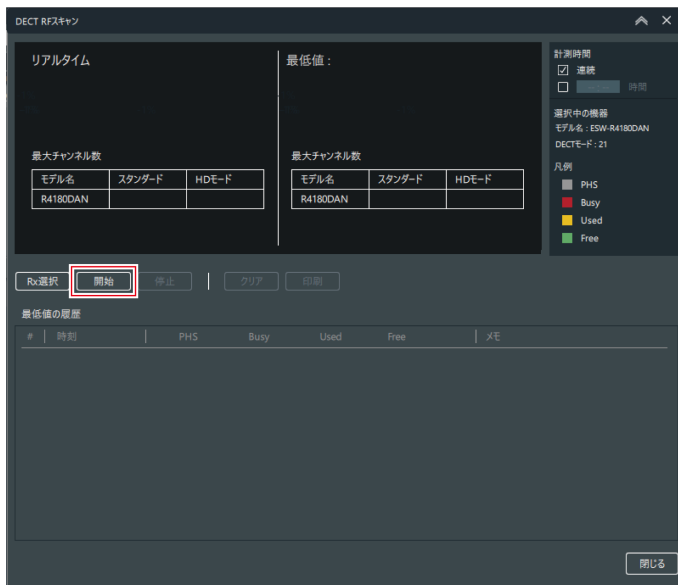 DECT RFスキャン
リアルタイム
最大チャンネル数
モデル名 スタンダード HDモード
R4180DAN
最低値 :
最大チャンネル数
モデル名 スタンダード HDモード
R4180DAN
計測時間
連続
--:-- 時間
選択中の機器
モデル名 : ESW-R4180DAN
DECTモード : 21
凡例
PHS
Busy
Used
Free
Rx選択 開始 停止 クリア 印刷
最低値の履歴
# 時刻 PHS Busy Used Free メモ
閉じる